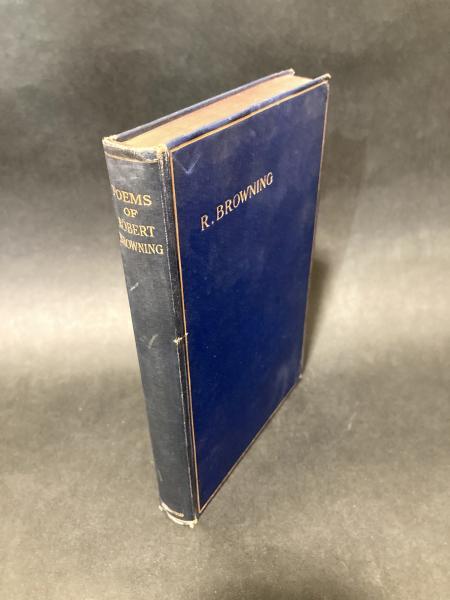 POEMS
OF
ROBERT
BROWNING
R. BROWNING